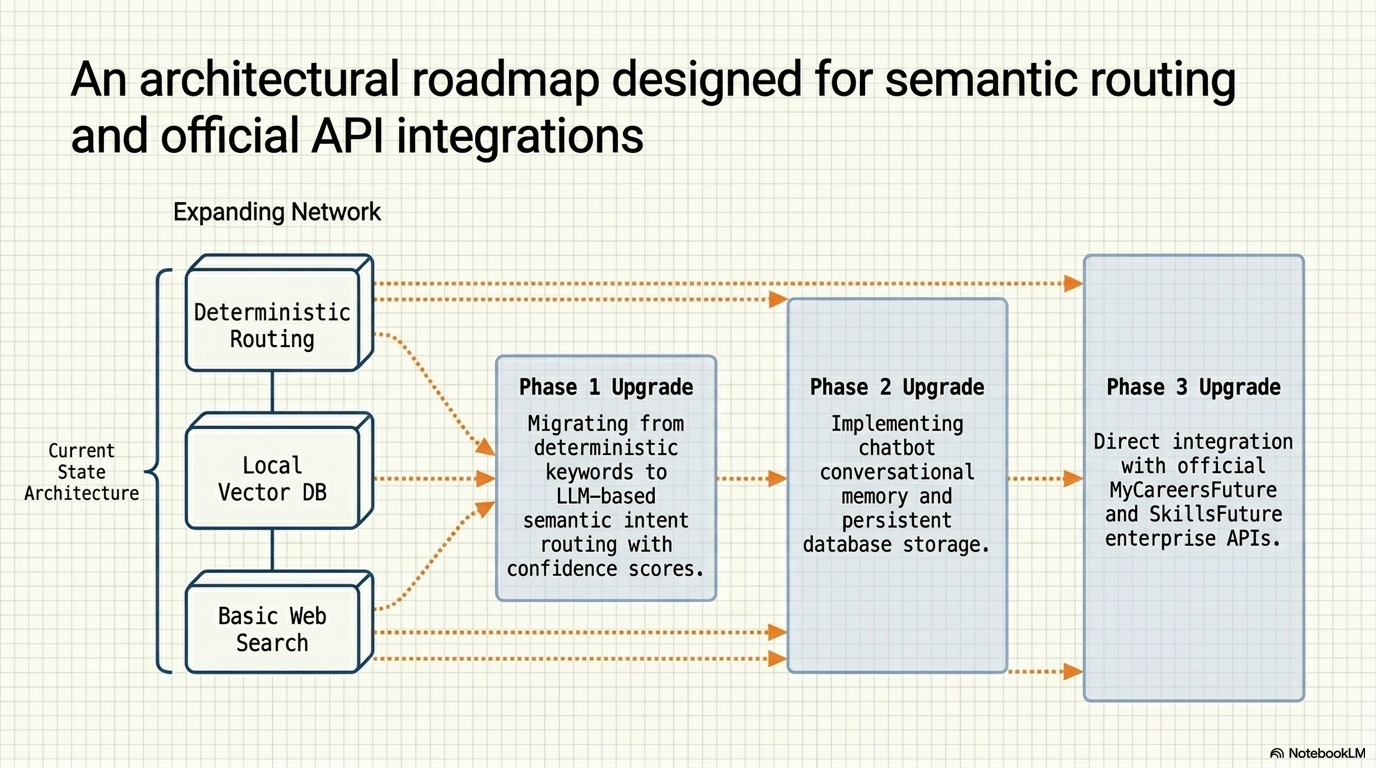 An architectural roadmap designed for semantic routing
and official API integrations
Expanding Network
Current
State
Architecture
Deterministic
Routing
Local
Vector DB
Basic Web
Search
Phase 1 Upgrade
Migrating from
deterministic
keywords to
LLM–based
semantic intent
routing with
confidence scores.
Phase 2 Upgrade
Implementing
chatbot
conversational
memory and
persistent
database storage.
Phase 3 Upgrade
Direct integration
with official
MyCareersFuture
and SkillsFuture
enterprise APIs.
NotebookLM